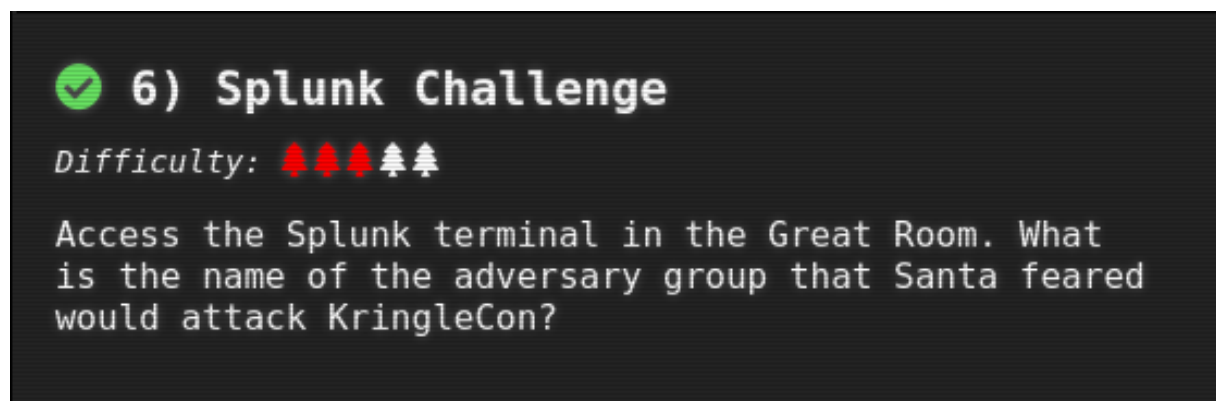 6) Splunk Challenge
Difficulty:
Access the Splunk terminal in the Great Room. What
is the name of the adversary group that Santa feared
would attack KringleCon?